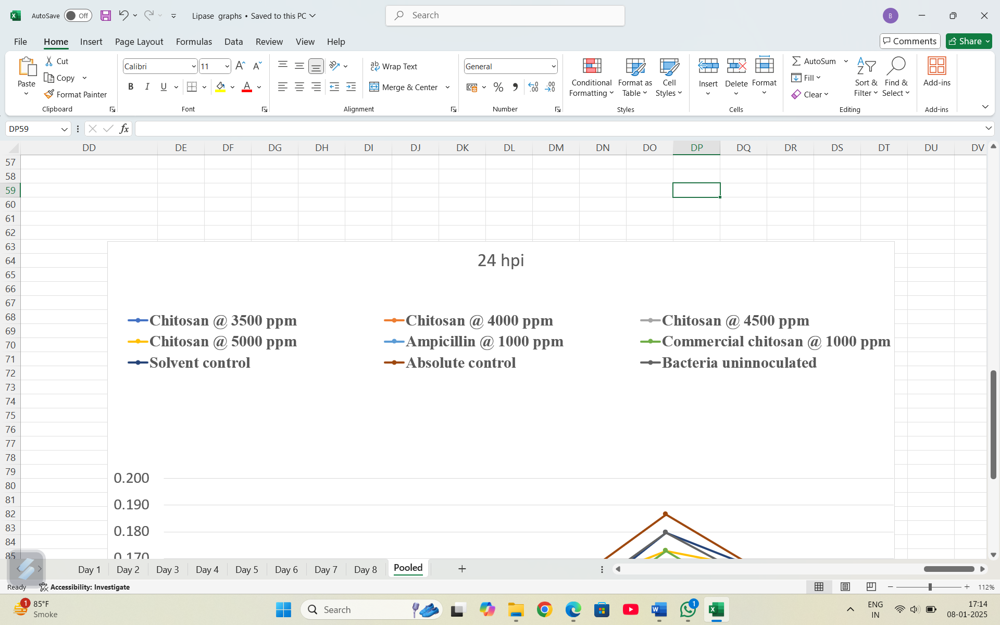 AutoSave Off Lipase graphs • Saved to this PC Search B
File Home Insert Page Layout Formulas Data Review View Help Comments Share
Paste Cut Copy Format Painter Clipboard
Calibri 11 A A B I U A Font
ab Wrap Text Merge & Center Alignment
General % 9 .00 .00 Number
Conditional Formatting Format as Table Cell Styles Styles
Insert Delete Format Cells
AutoSum Fill Clear Sort & Filter Find & Select Editing
Add-ins Add-ins
DP59 fx
DD DE DF DG DH DI DJ DK DL DM DN DO DP DQ DR DS DT DU DV
57
58
59
60
61
62
63
64 24 hpi
65
66
67
68 Chitosan @ 3500 ppm Chitosan @ 4000 ppm Chitosan @ 4500 ppm
69
70 Chitosan @ 5000 ppm Ampicillin @ 1000 ppm Commercial chitosan @ 1000 ppm
71 Solvent control Absolute control Bacteria uninnoculated
72
73
74
75
76
77
78
79
80 0.200
81
82 0.190
83
84 0.180
85 0.170
Day 1 Day 2 Day 3 Day 4 Day 5 Day 6 Day 7 Day 8 Pooled +
Ready Accessibility: Investigate 112%
1 85°F Smoke Search 1 ENG IN 17:14 08-01-2025